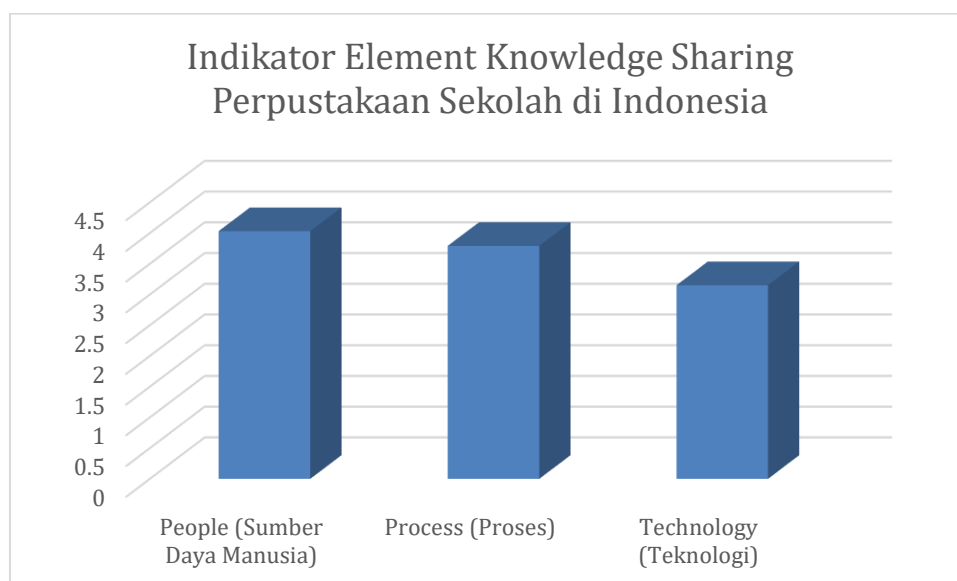 Indikator Element Knowledge Sharing
Perpustakaan Sekolah di Indonesia
4.5
4
3.5
3
2.5
2
1.5
1
0.5
0
People (Sumber
Daya Manusia)
Process (Proses)
Technology
(Teknologi)